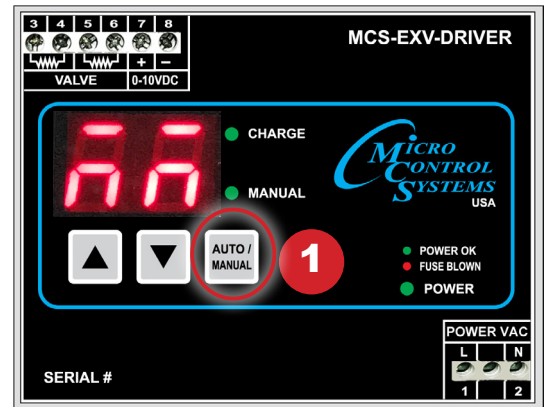 3 4 5 6 7 8
+ −
VALVE 0-10VDC
MCS-EXV-DRIVER
CHARGE
MANUAL
MICRO
CONTROL
SYSTEMS
USA
AUTO /
MANUAL
1
POWER OK
FUSE BLOWN
POWER
POWER VAC
L N
1 2
SERIAL #